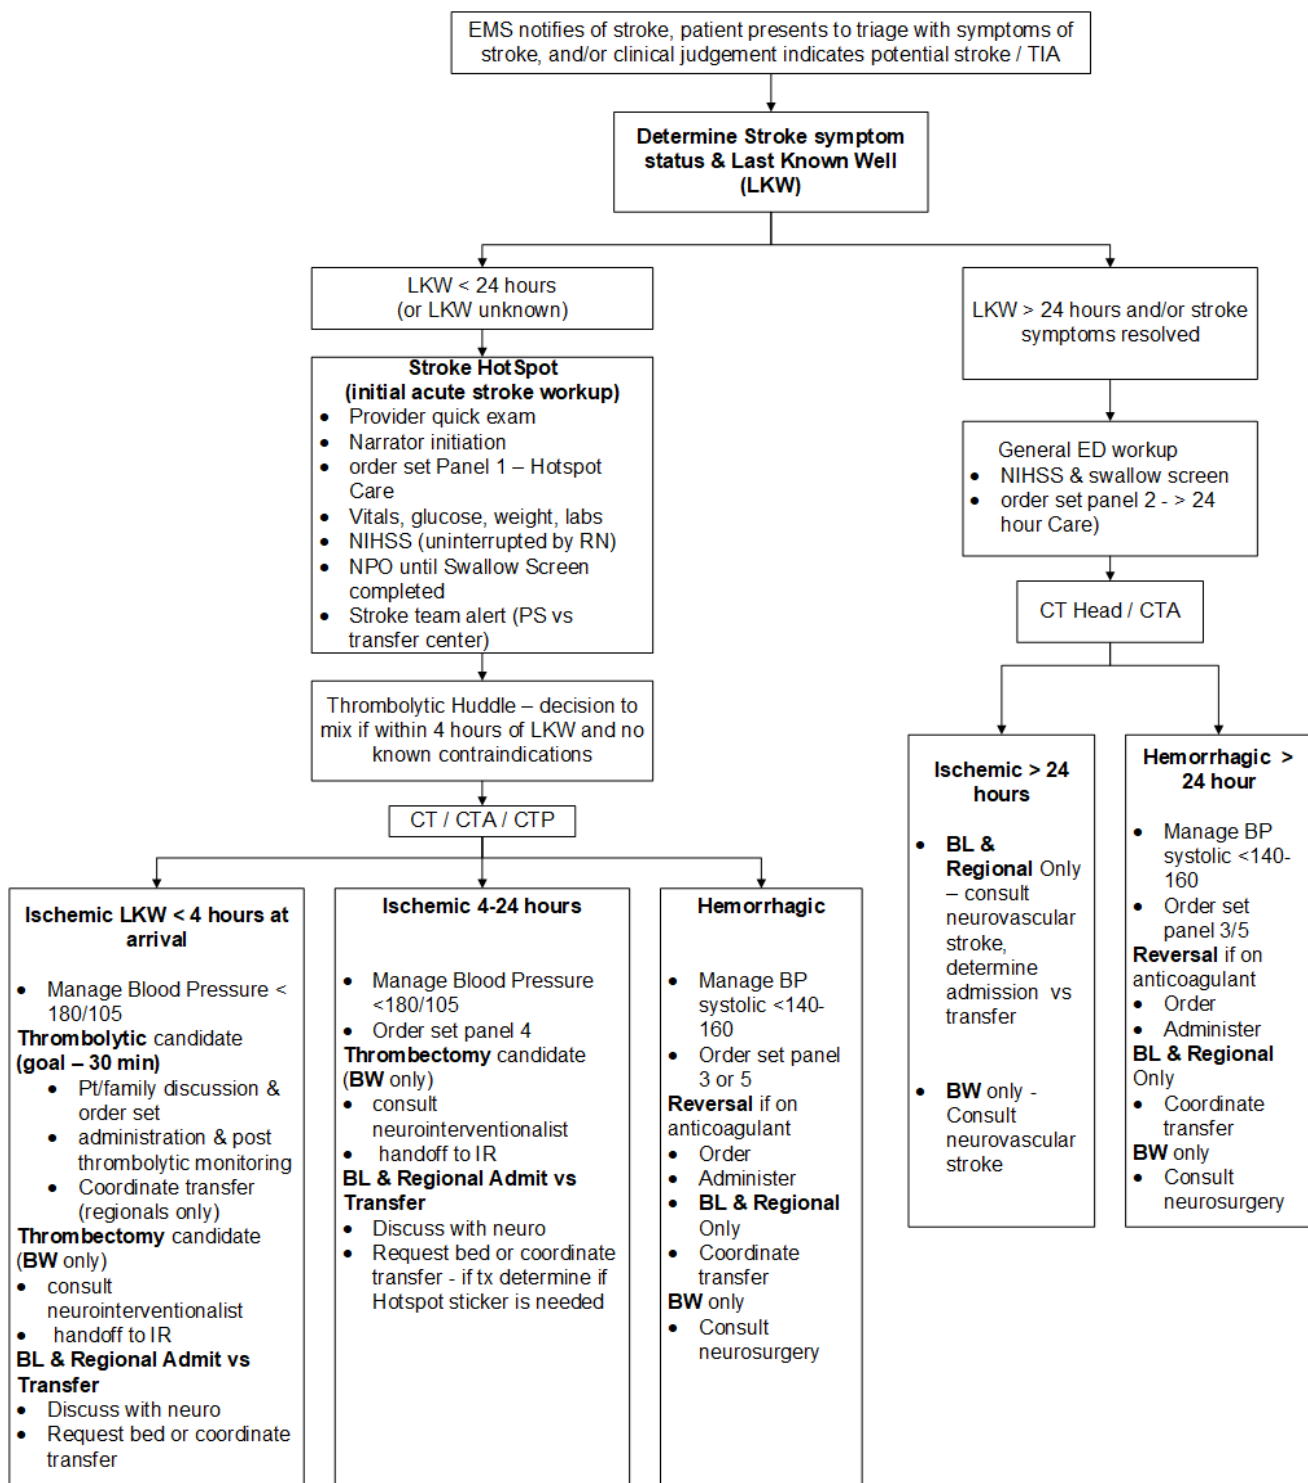 EMS notifies of stroke, patient presents to triage with symptoms of
stroke, and/or clinical judgement indicates potential stroke / TIA
Determine Stroke symptom
status & Last Known Well
(LKW)
LKW < 24 hours
(or LKW unknown)
Stroke HotSpot
(initial acute stroke workup)
• Provider quick exam
• Narrator initiation
• order set Panel 1 – Hotspot
Care
• Vitals, glucose, weight, labs
• NIHSS (uninterrupted by RN)
• NPO until Swallow Screen
completed
• Stroke team alert (PS vs
transfer center)
Thrombolytic Huddle – decision to
mix if within 4 hours of LKW and no
known contraindications
CT / CTA / CTP
Ischemic LKW < 4 hours at
arrival
• Manage Blood Pressure <
180/105
Thrombolytic candidate
(goal – 30 min)
• Pt/family discussion &
order set
• administration & post
thrombolytic monitoring
• Coordinate transfer
(regionals only)
Thrombectomy candidate
(BW only)
• consult
neurointerventionalist
• handoff to IR
BL & Regional Admit vs
Transfer
• Discuss with neuro
• Request bed or coordinate
transfer
Ischemic 4-24 hours
• Manage Blood Pressure
<180/105
• Order set panel 4
Thrombectomy candidate
(BW only)
• consult
neurointerventionalist
• handoff to IR
BL & Regional Admit vs
Transfer
• Discuss with neuro
• Request bed or coordinate
transfer - if tx determine if
Hotspot sticker is needed
Hemorrhagic
• Manage BP
systolic <140-
160
• Order set panel
3 or 5
Reversal if on
anticoagulant
• Order
• Administer
• BL & Regional
Only
• Coordinate
transfer
BW only
• Consult
neurosurgery
LKW > 24 hours and/or stroke
symptoms resolved
General ED workup
• NIHSS & swallow screen
• order set panel 2 - > 24
hour Care)
CT Head / CTA
Ischemic > 24
hours
• BL &
Regional Only
– consult
neurovascular
stroke,
determine
admission vs
transfer
• BW only -
Consult
neurovascular
stroke
Hemorrhagic >
24 hour
• Manage BP
systolic <140-
160
• Order set
panel 3/5
Reversal if on
anticoagulant
• Order
• Administer
BL & Regional
Only
• Coordinate
transfer
BW only
• Consult
neurosurgery